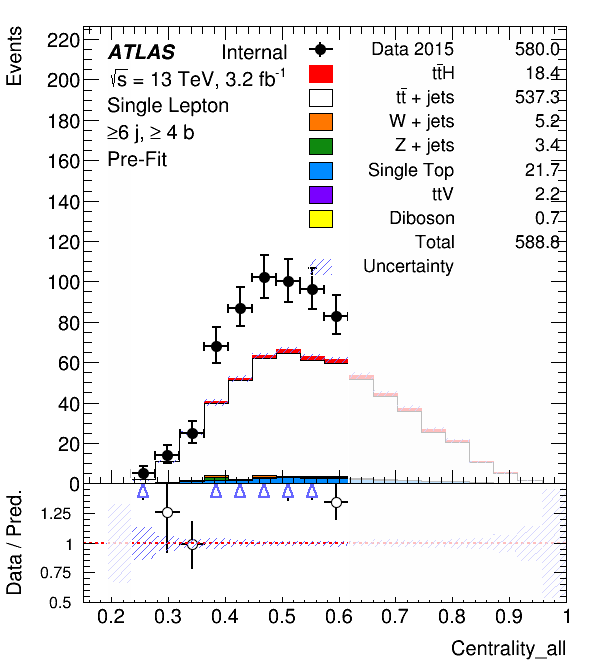 Events
220
200
180
160
140
120
100
80
60
40
20
0
ATLAS Internal
√s = 13 TeV, 3.2 fb⁻¹
Single Lepton
≥6 j, ≥ 4 b
Pre-Fit
Data 2015 580.0
tt̄H 18.4
tt̄ + jets 537.3
W + jets 5.2
Z + jets 3.4
Single Top 21.7
ttV 2.2
Diboson 0.7
Total 588.8
Uncertainty
Data / Pred.
1.25
1
0.75
0.5
0.2 0.3 0.4 0.5 0.6 0.7 0.8 0.9 1
Centrality_all